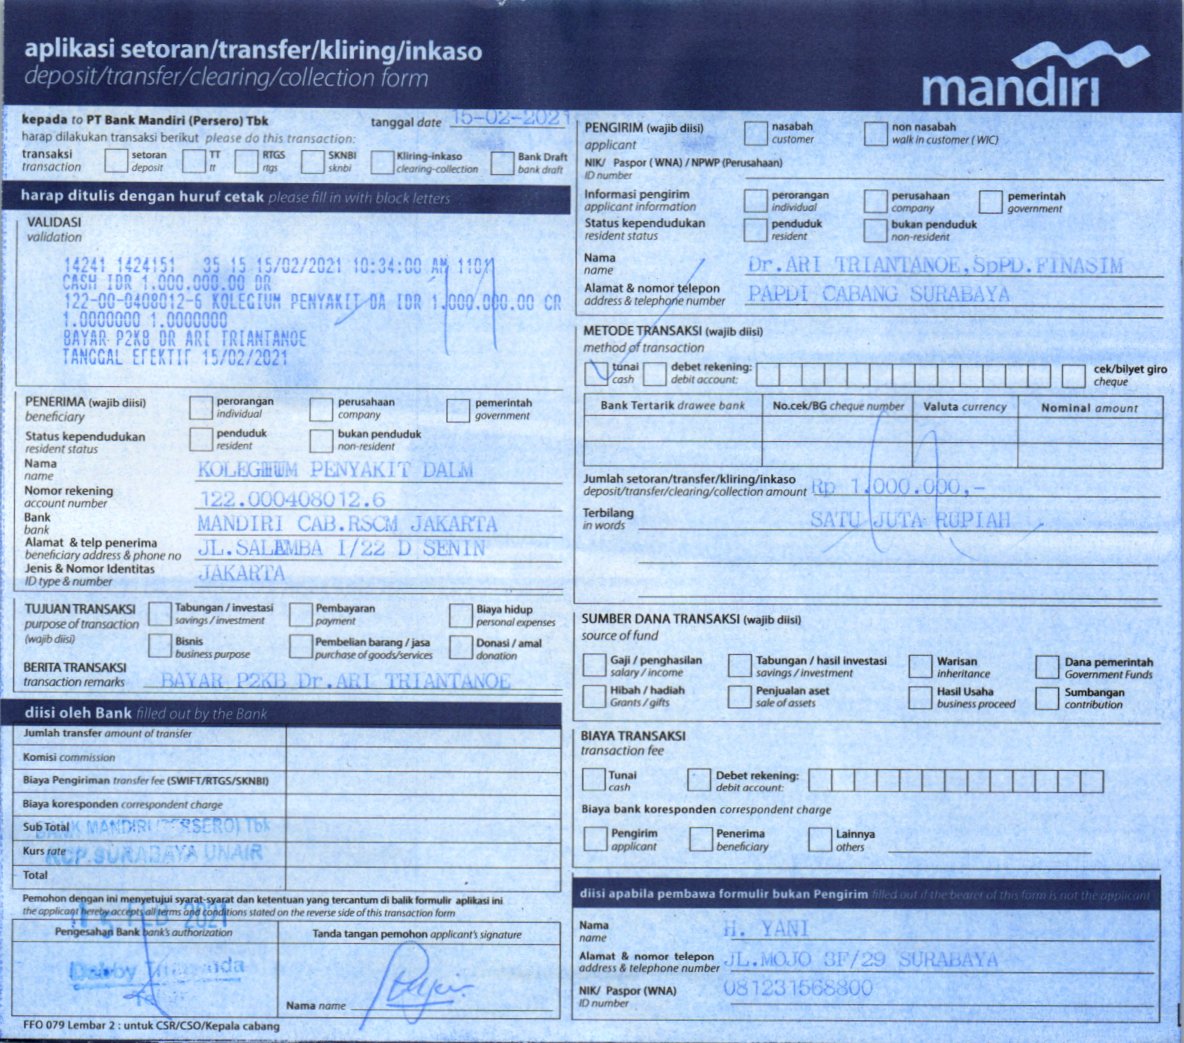 aplikasi setoran/transfer/kliring/inkaso
deposit/transfer/clearing/collection form
mandiri
kepada to PT Bank Mandiri (Persero) Tbk
tanggal date 15-02-2021
harap dilakukan transaksi berikut please do this transaction:
transaksi transaction
setoran deposit
TT tt
RTGS rtgs
SKNBI sknbi
Kliring-inkaso clearing-collection
Bank Draft bank draft
harap ditulis dengan huruf cetak please fill in with block letters
VALIDASI
validation
14241 1424151 35 15 15/02/2021 10:34:00 AM 1101
CASH IDR 1.000.000.00 DR
122-00-0408012-6 KOLEGIUM PENYAKIT DA IDR 1.000.000.00 CR
1.0000000 1.0000000
BAYAR P2KB DR ARI TRIANTANOE
TANGGAL EFEKTIF 15/02/2021
PENERIMA (wajib diisi)
beneficiary
perorangan individual
perusahaan company
pemerintah government
Status kependudukan
resident status
penduduk resident
bukan penduduk non-resident
Nama
name
KOLEGIUM PENYAKIT DALM
Nomor rekening
account number
122.000408012.6
Bank
bank
MANDIRI CAB.RSCM JAKARTA
Alamat & telp penerima
beneficiary address & phone no
JL.SALEMBA I/22 D SENIN
Jenis & Nomor Identitas
ID type & number
JAKARTA
TUJUAN TRANSAKSI
purpose of transaction
(wajib diisi)
Tabungan / investasi savings / investment
Pembayaran payment
Biaya hidup personal expenses
Bisnis business purpose
Pembelian barang / jasa purchase of goods/services
Donasi / amal donation
BERITA TRANSAKSI
transaction remarks
BAYAR P2KB Dr.ARI TRIANTANOE
diisi oleh Bank filled out by the Bank
Jumlah transfer amount of transfer
Komisi commission
Biaya Pengiriman transfer fee (SWIFT/RTGS/SKNBI)
Biaya koresponden correspondent charge
Sub Total
BANK MANDIRI (PERSERO) Tbk
Kurs rate
KCP.SURABAYA UNAIR
Total
Pemohon dengan ini menyetujui syarat-syarat dan ketentuan yang tercantum di balik formulir aplikasi ini
the applicant hereby accepts all terms and conditions stated on the reverse side of this transaction form
FEB 2021
Pengesahan Bank bank's authorization
Tanda tangan pemohon applicant's signature
Nama name
FFO 079 Lembar 2 : untuk CSR/CSO/Kepala cabang
PENGIRIM (wajib diisi)
applicant
nasabah customer
non nasabah walk in customer ( WIC)
NIK/ Paspor ( WNA) / NPWP (Perusahaan)
ID number
Informasi pengirim
applicant information
perorangan individual
perusahaan company
pemerintah government
Status kependudukan
resident status
penduduk resident
bukan penduduk non-resident
Nama
name
Dr.ARI TRIANTANOE,SpPD.FINASIM
Alamat & nomor telepon
address & telephone number
PAPDI CABANG SURABAYA
METODE TRANSAKSI (wajib diisi)
method of transaction
tunai cash
debet rekening: debit account:
cek/bilyet giro cheque
Bank Tertarik drawee bank
No.cek/BG cheque number
Valuta currency
Nominal amount
Jumlah setoran/transfer/kliring/inkaso
deposit/transfer/clearing/collection amount
Rp 1.000.000,-
Terbilang
in words
SATU JUTA RUPIAH
SUMBER DANA TRANSAKSI (wajib diisi)
source of fund
Gaji / penghasilan salary / income
Tabungan / hasil investasi savings / investment
Warisan inheritance
Dana pemerintah Government Funds
Hibah / hadiah Grants / gifts
Penjualan aset sale of assets
Hasil Usaha business proceed
Sumbangan contribution
BIAYA TRANSAKSI
transaction fee
Tunai cash
Debet rekening: debit account:
Biaya bank koresponden correspondent charge
Pengirim applicant
Penerima beneficiary
Lainnya others
diisi apabila pembawa formulir bukan Pengirim filled out if the bearer of this form is not the applicant
Nama
name
H. YANI
Alamat & nomor telepon
address & telephone number
JL.MOJO 3F/29 SURABAYA
NIK/ Paspor (WNA)
ID number
081231568800